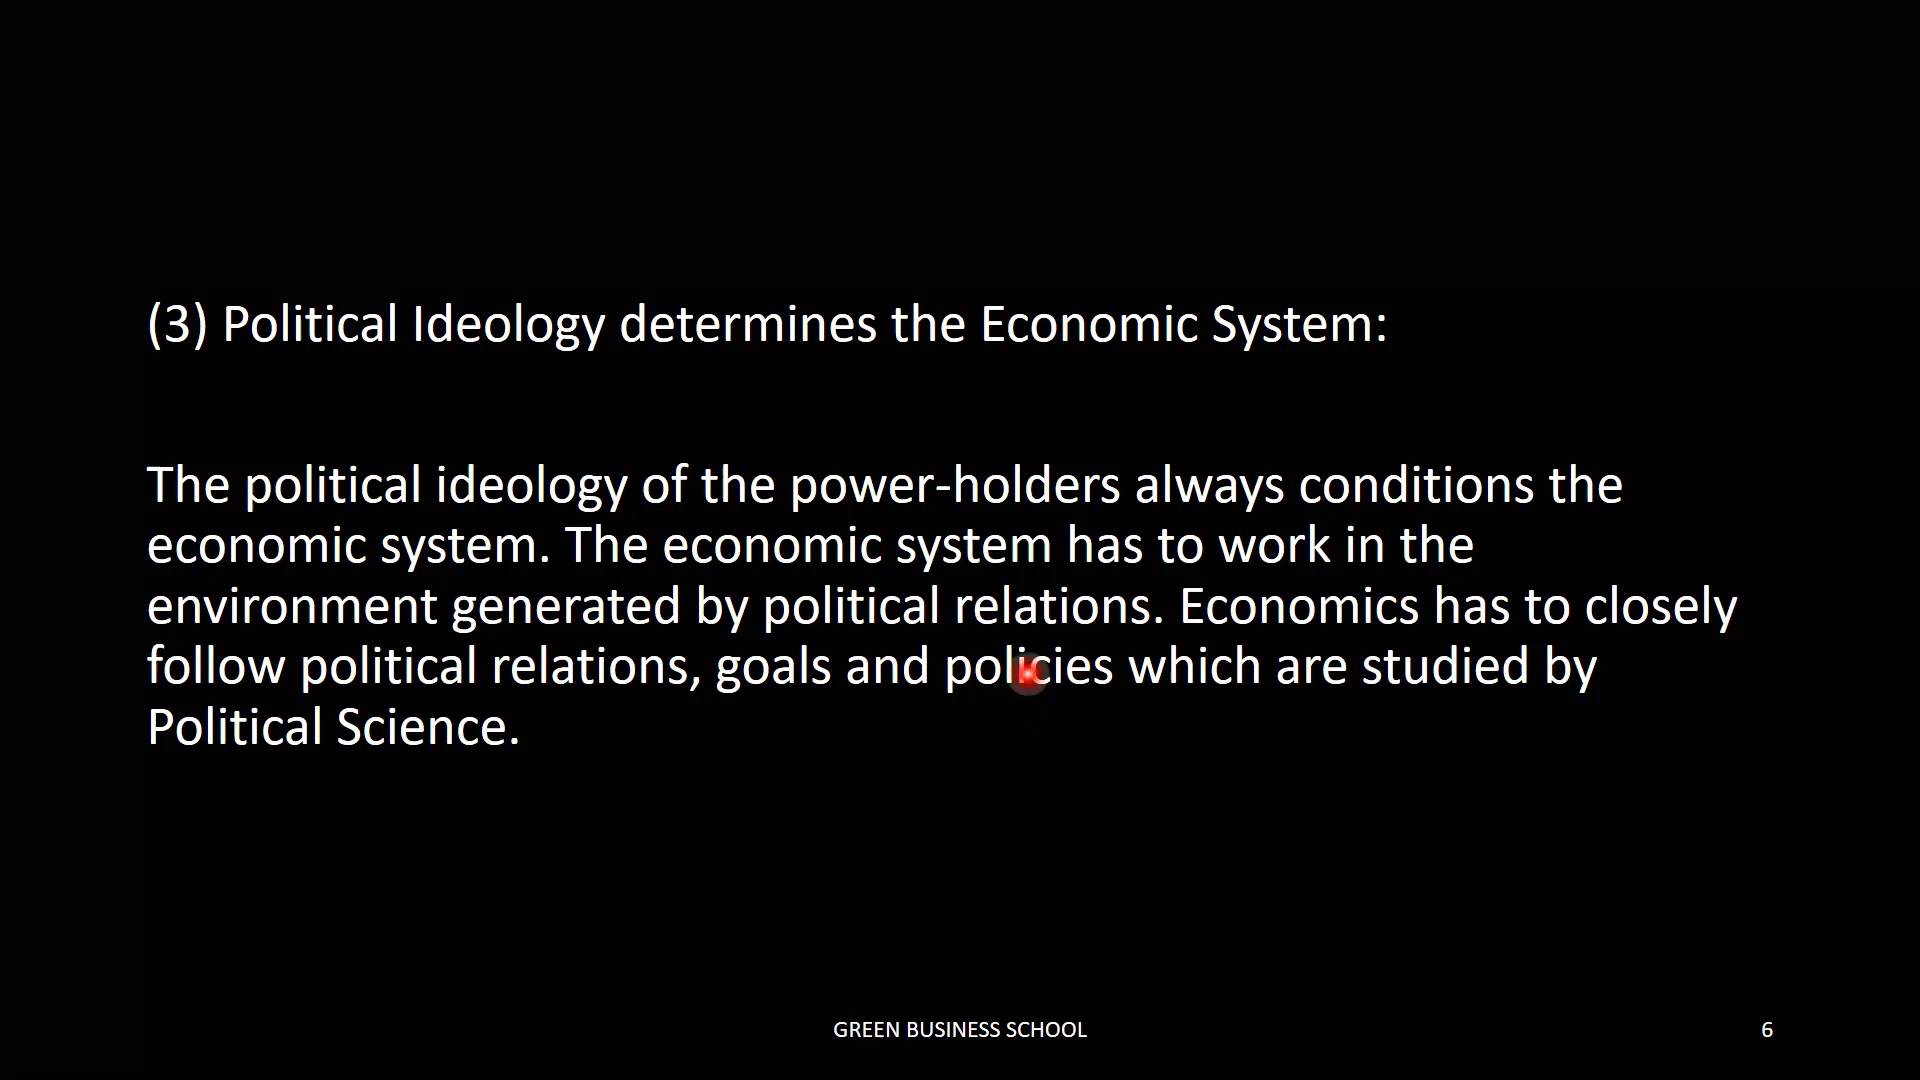 (3) Political Ideology determines the Economic System:
The political ideology of the power-holders always conditions the
economic system. The economic system has to work in the
environment generated by political relations. Economics has to closely
follow political relations, goals and policies which are studied by
Political Science.
GREEN BUSINESS SCHOOL
6